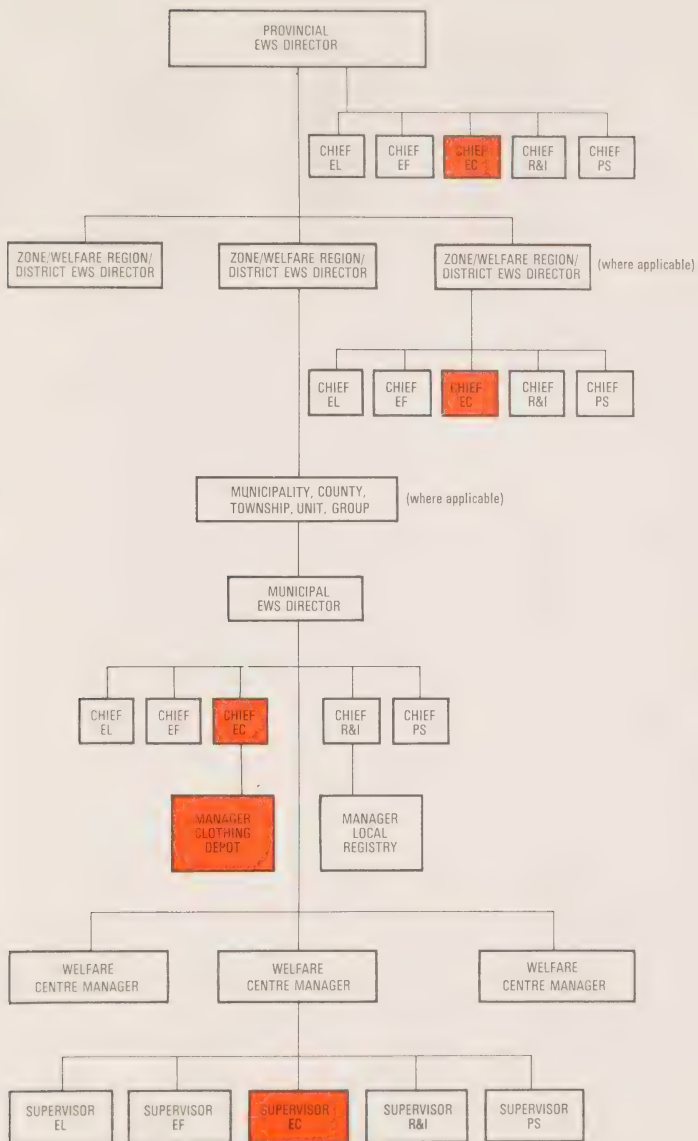 PROVINCIAL
EWS DIRECTOR
CHIEF
EL
CHIEF
EF
CHIEF
EC
CHIEF
R&I
CHIEF
PS
ZONE/WELFARE REGION/
DISTRICT EWS DIRECTOR
ZONE/WELFARE REGION/
DISTRICT EWS DIRECTOR
ZONE/WELFARE REGION/
DISTRICT EWS DIRECTOR
(where applicable)
CHIEF
EL
CHIEF
EF
CHIEF
EC
CHIEF
R&I
CHIEF
PS
MUNICIPALITY, COUNTY,
TOWNSHIP, UNIT, GROUP
(where applicable)
MUNICIPAL
EWS DIRECTOR
CHIEF
EL
CHIEF
EF
CHIEF
EC
CHIEF
R&I
CHIEF
PS
MANAGER
CLOTHING
DEPOT
MANAGER
LOCAL
REGISTRY
WELFARE
CENTRE MANAGER
WELFARE
CENTRE MANAGER
WELFARE
CENTRE MANAGER
SUPERVISOR
EL
SUPERVISOR
EF
SUPERVISOR
EC
SUPERVISOR
R&I
SUPERVISOR
PS